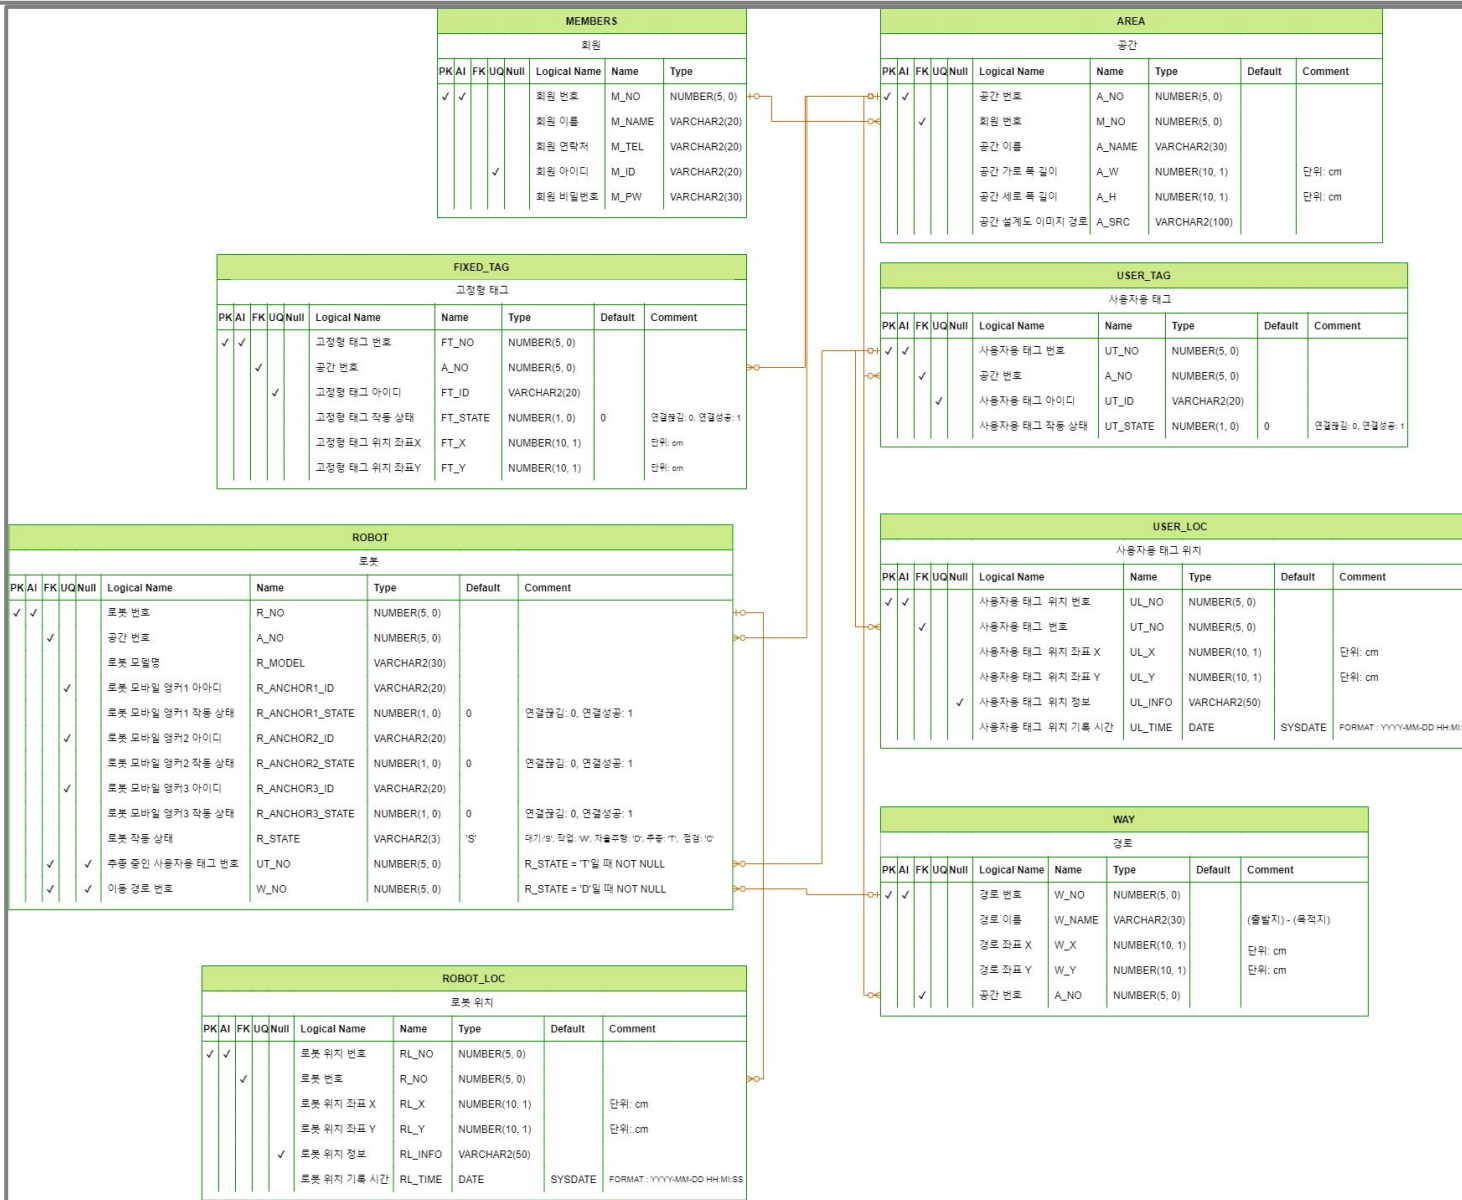 MEMBERS
회원
PK AI FK UQ Null Logical Name Name Type
✓ ✓ 회원 번호 M_NO NUMBER(5, 0)
회원 이름 M_NAME VARCHAR2(20)
회원 연락처 M_TEL VARCHAR2(20)
✓ 회원 아이디 M_ID VARCHAR2(20)
회원 비밀번호 M_PW VARCHAR2(30)
AREA
공간
PK AI FK UQ Null Logical Name Name Type Default Comment
✓ ✓ 공간 번호 A_NO NUMBER(5, 0)
✓ 회원 번호 M_NO NUMBER(5, 0)
공간 이름 A_NAME VARCHAR2(30)
공간 가로 폭 길이 A_W NUMBER(10, 1) 단위: cm
공간 세로 폭 길이 A_H NUMBER(10, 1) 단위: cm
공간 설계도 이미지 경로 A_SRC VARCHAR2(100)
FIXED_TAG
고정형 태그
PK AI FK UQ Null Logical Name Name Type Default Comment
✓ ✓ 고정형 태그 번호 FT_NO NUMBER(5, 0)
✓ 공간 번호 A_NO NUMBER(5, 0)
✓ 고정형 태그 아이디 FT_ID VARCHAR2(20)
고정형 태그 작동 상태 FT_STATE NUMBER(1, 0) 0 연결끊김: 0, 연결성공: 1
고정형 태그 위치 좌표X FT_X NUMBER(10, 1) 단위: cm
고정형 태그 위치 좌표Y FT_Y NUMBER(10, 1) 단위: cm
USER_TAG
사용자용 태그
PK AI FK UQ Null Logical Name Name Type Default Comment
✓ ✓ 사용자용 태그 번호 UT_NO NUMBER(5, 0)
✓ 공간 번호 A_NO NUMBER(5, 0)
✓ 사용자용 태그 아이디 UT_ID VARCHAR2(20)
사용자용 태그 작동 상태 UT_STATE NUMBER(1, 0) 0 연결끊김: 0, 연결성공: 1
ROBOT
로봇
PK AI FK UQ Null Logical Name Name Type Default Comment
✓ ✓ 로봇 번호 R_NO NUMBER(5, 0)
✓ 공간 번호 A_NO NUMBER(5, 0)
로봇 모델명 R_MODEL VARCHAR2(30)
✓ 로봇 모바일 앵커1 아아디 R_ANCHOR1_ID VARCHAR2(20)
로봇 모바일 앵커1 작동 상태 R_ANCHOR1_STATE NUMBER(1, 0) 0 연결끊김: 0, 연결성공: 1
✓ 로봇 모바일 앵커2 아이디 R_ANCHOR2_ID VARCHAR2(20)
로봇 모바일 앵커2 작동 상태 R_ANCHOR2_STATE NUMBER(1, 0) 0 연결끊김: 0, 연결성공: 1
✓ 로봇 모바일 앵커3 아이디 R_ANCHOR3_ID VARCHAR2(20)
로봇 모바일 앵커3 작동 상태 R_ANCHOR3_STATE NUMBER(1, 0) 0 연결끊김: 0, 연결성공: 1
로봇 작동 상태 R_STATE VARCHAR2(3) 'S' 대기:'S', 작업: 'W', 자율주행: 'D', 추종: 'T', 점검: 'C'
✓ ✓ 추종 중인 사용자용 태그 번호 UT_NO NUMBER(5, 0) R_STATE = 'T'일 때 NOT NULL
✓ ✓ 이동 경로 번호 W_NO NUMBER(5, 0) R_STATE = 'D'일 때 NOT NULL
USER_LOC
사용자용 태그 위치
PK AI FK UQ Null Logical Name Name Type Default Comment
✓ ✓ 사용자용 태그 위치 번호 UL_NO NUMBER(5, 0)
✓ 사용자용 태그 번호 UT_NO NUMBER(5, 0)
사용자용 태그 위치 좌표 X UL_X NUMBER(10, 1) 단위: cm
사용자용 태그 위치 좌표 Y UL_Y NUMBER(10, 1) 단위: cm
✓ 사용자용 태그 위치 정보 UL_INFO VARCHAR2(50)
사용자용 태그 위치 기록 시간 UL_TIME DATE SYSDATE FORMAT : YYYY-MM-DD HH:MI:
WAY
경로
PK AI FK UQ Null Logical Name Name Type Default Comment
✓ ✓ 경로 번호 W_NO NUMBER(5, 0)
경로 이름 W_NAME VARCHAR2(30) (출발지) - (목적지)
경로 좌표 X W_X NUMBER(10, 1) 단위: cm
경로 좌표 Y W_Y NUMBER(10, 1) 단위: cm
✓ 공간 번호 A_NO NUMBER(5, 0)
ROBOT_LOC
로봇 위치
PK AI FK UQ Null Logical Name Name Type Default Comment
✓ ✓ 로봇 위치 번호 RL_NO NUMBER(5, 0)
✓ 로봇 번호 R_NO NUMBER(5, 0)
로봇 위치 좌표 X RL_X NUMBER(10, 1) 단위: cm
로봇 위치 좌표 Y RL_Y NUMBER(10, 1) 단위: cm
✓ 로봇 위치 정보 RL_INFO VARCHAR2(50)
로봇 위치 기록 시간 RL_TIME DATE SYSDATE FORMAT : YYYY-MM-DD HH:MI:SS